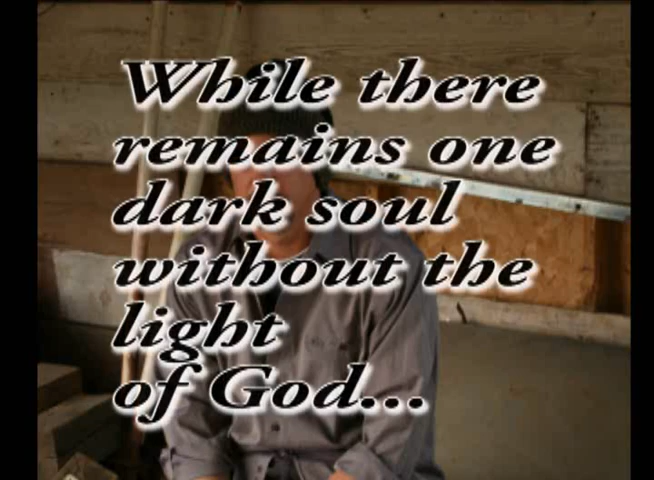 While there
remains one
dark soul
without the
light
of God...